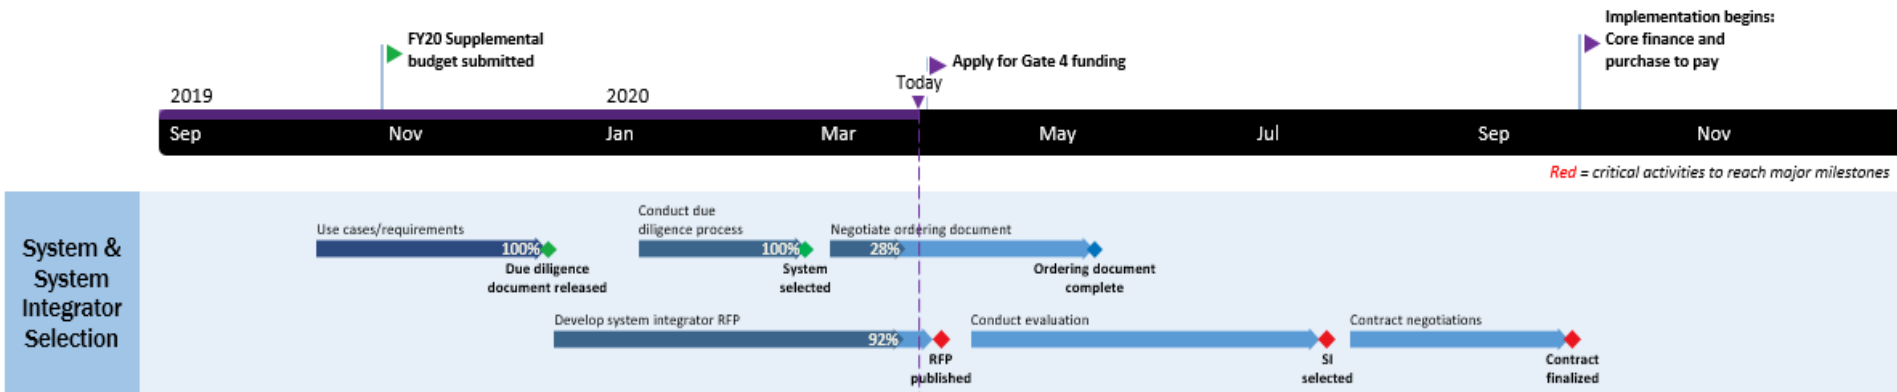 FY20 Supplemental
budget submitted
Apply for Gate 4 funding
Implementation begins:
Core finance and
purchase to pay
Today
2019
2020
Sep
Nov
Jan
Mar
May
Jul
Sep
Nov
Red = critical activities to reach major milestones
System &
System
Integrator
Selection
Use cases/requirements
100%
Due diligence
document released
Conduct due
diligence process
100%
System
selected
Negotiate ordering document
28%
Ordering document
complete
Develop system integrator RFP
92%
RFP
published
Conduct evaluation
SI
selected
Contract negotiations
Contract
finalized